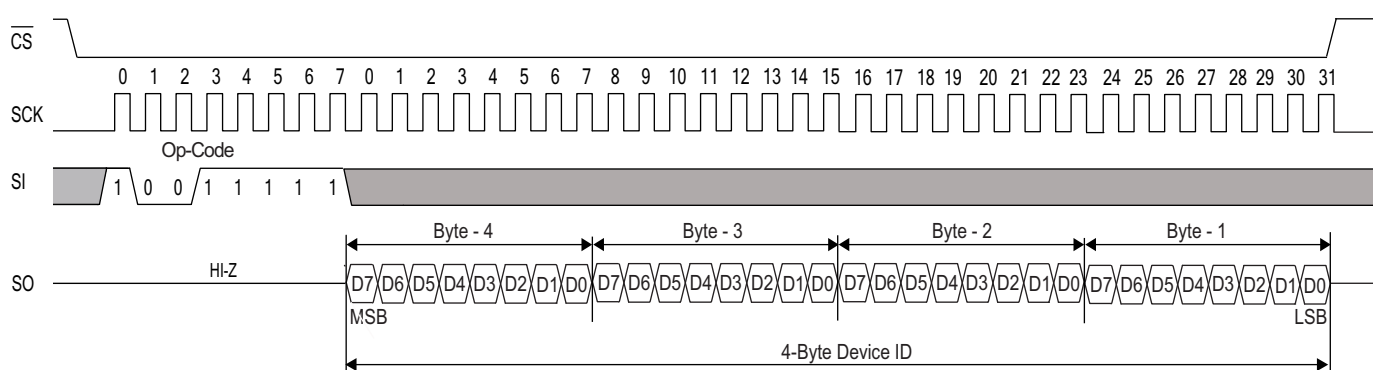 CS
0 1 2 3 4 5 6 7 0 1 2 3 4 5 6 7 8 9 10 11 12 13 14 15 16 17 18 19 20 21 22 23 24 25 26 27 28 29 30 31
SCK
Op-Code
SI 1 0 0 1 1 1 1 1
Byte - 4 Byte - 3 Byte - 2 Byte - 1
HI-Z
SO D7 D6 D5 D4 D3 D2 D1 D0 D7 D6 D5 D4 D3 D2 D1 D0 D7 D6 D5 D4 D3 D2 D1 D0 D7 D6 D5 D4 D3 D2 D1 D0
MSB LSB
4-Byte Device ID